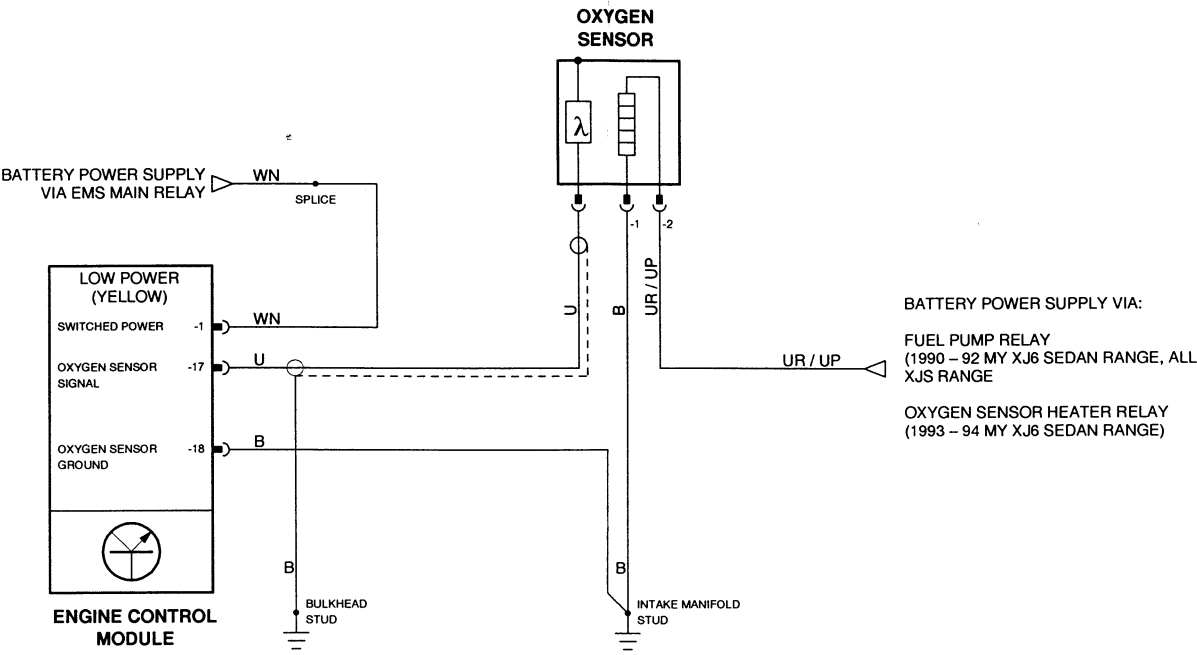 OXYGEN
SENSOR
λ
BATTERY POWER SUPPLY
VIA EMS MAIN RELAY
WN
SPLICE
-1
-2
LOW POWER
(YELLOW)
SWITCHED POWER
-1
WN
OXYGEN SENSOR
SIGNAL
-17
U
OXYGEN SENSOR
GROUND
-18
B
U
B
UR / UP
UR / UP
BATTERY POWER SUPPLY VIA:
FUEL PUMP RELAY
(1990 – 92 MY XJ6 SEDAN RANGE, ALL
XJS RANGE
OXYGEN SENSOR HEATER RELAY
(1993 – 94 MY XJ6 SEDAN RANGE)
B
B
BULKHEAD
STUD
INTAKE MANIFOLD
STUD
ENGINE CONTROL
MODULE